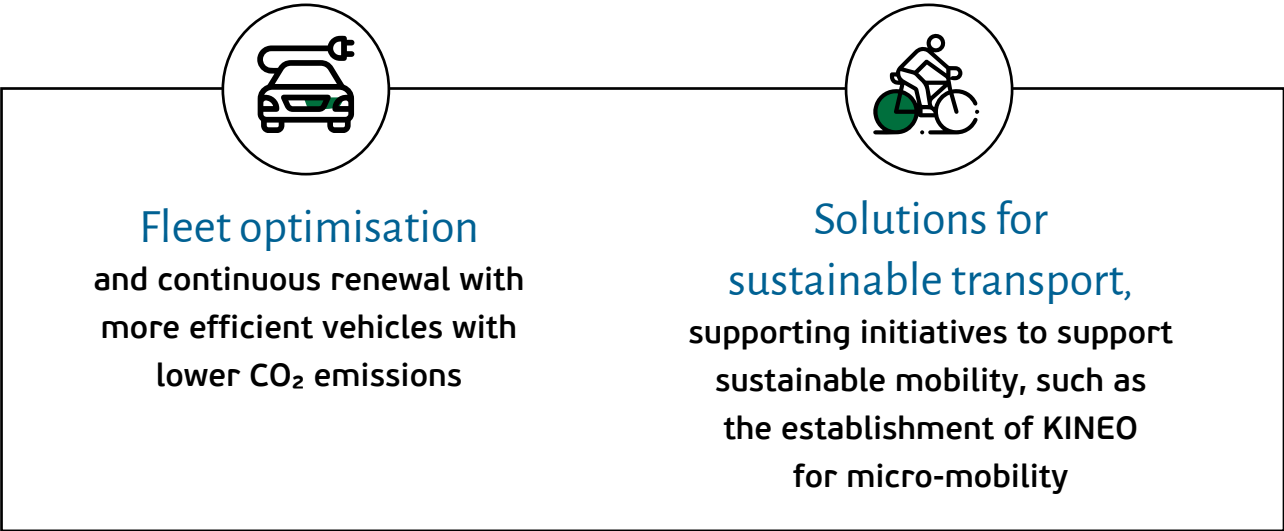 Fleet optimisation
and continuous renewal with
more efficient vehicles with
lower CO₂ emissions
Solutions for
sustainable transport,
supporting initiatives to support
sustainable mobility, such as
the establishment of KINEO
for micro-mobility